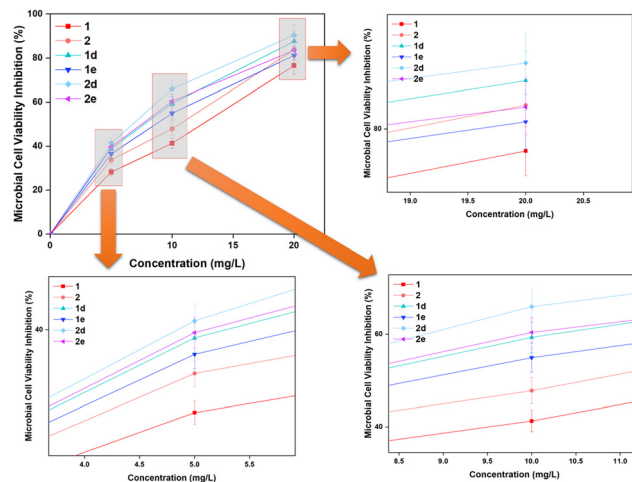 Microbial Cell Viability Inhibition (%)
100
80
60
40
20
0
1
2
1d
1e
2d
2e
0
10
20
Concentration (mg/L)
Microbial Cell Viability Inhibition (%)
80
1
2
1d
1e
2d
2e
19.0
19.5
20.0
20.5
Concentration (mg/L)
Microbial Cell Viability Inhibition (%)
40
1
2
1d
1e
2d
2e
4.0
4.5
5.0
5.5
Concentration (mg/L)
Microbial Cell Viability Inhibition (%)
60
40
1
2
1d
1e
2d
2e
8.5
9.0
9.5
10.0
10.5
11.0
Concentration (mg/L)